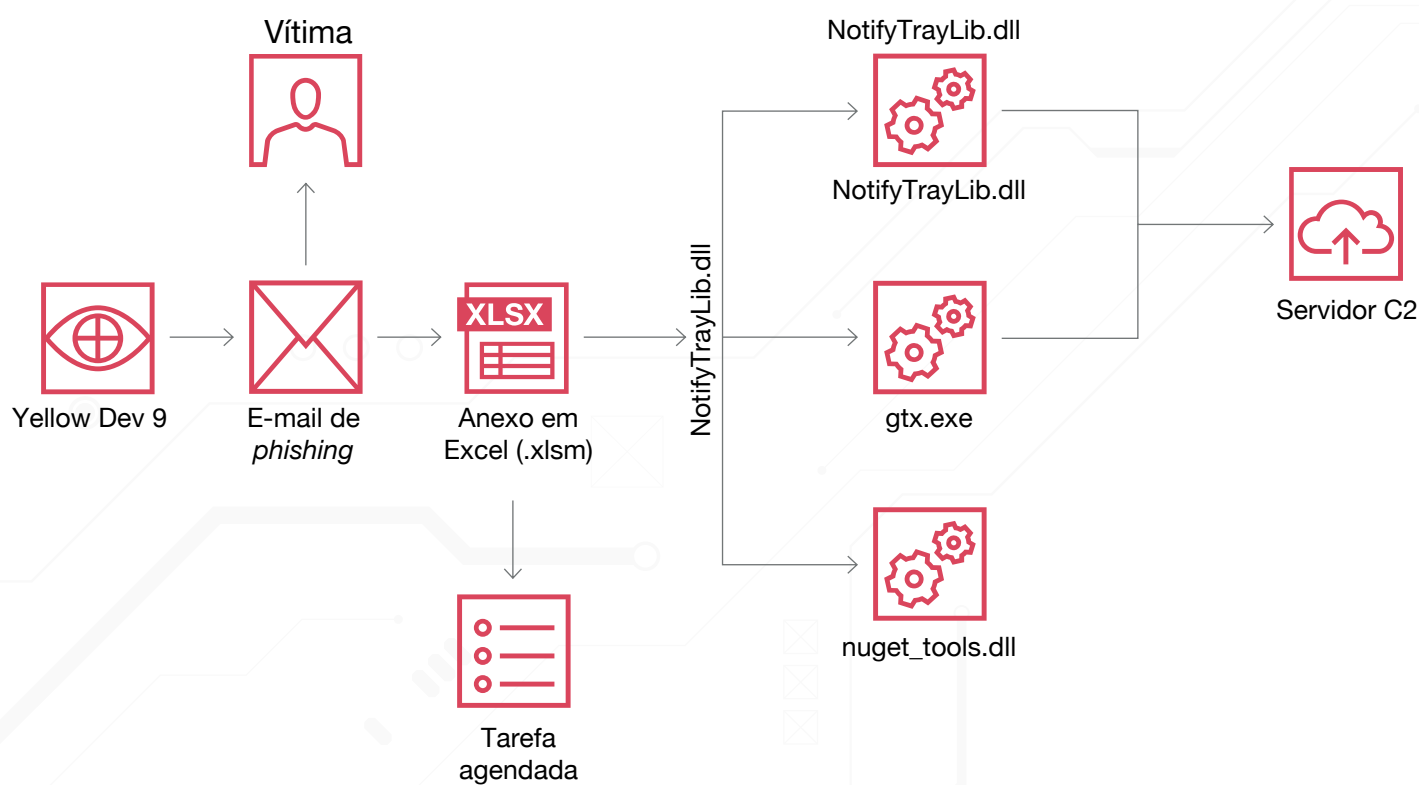 Vítima
NotifyTrayLib.dll
NotifyTrayLib.dll
Servidor C2
Yellow Dev 9
E-mail de
phishing
XLSX
Anexo em
Excel (.xlsm)
NotifyTrayLib.dll
gtx.exe
nuget_tools.dll
Tarefa
agendada